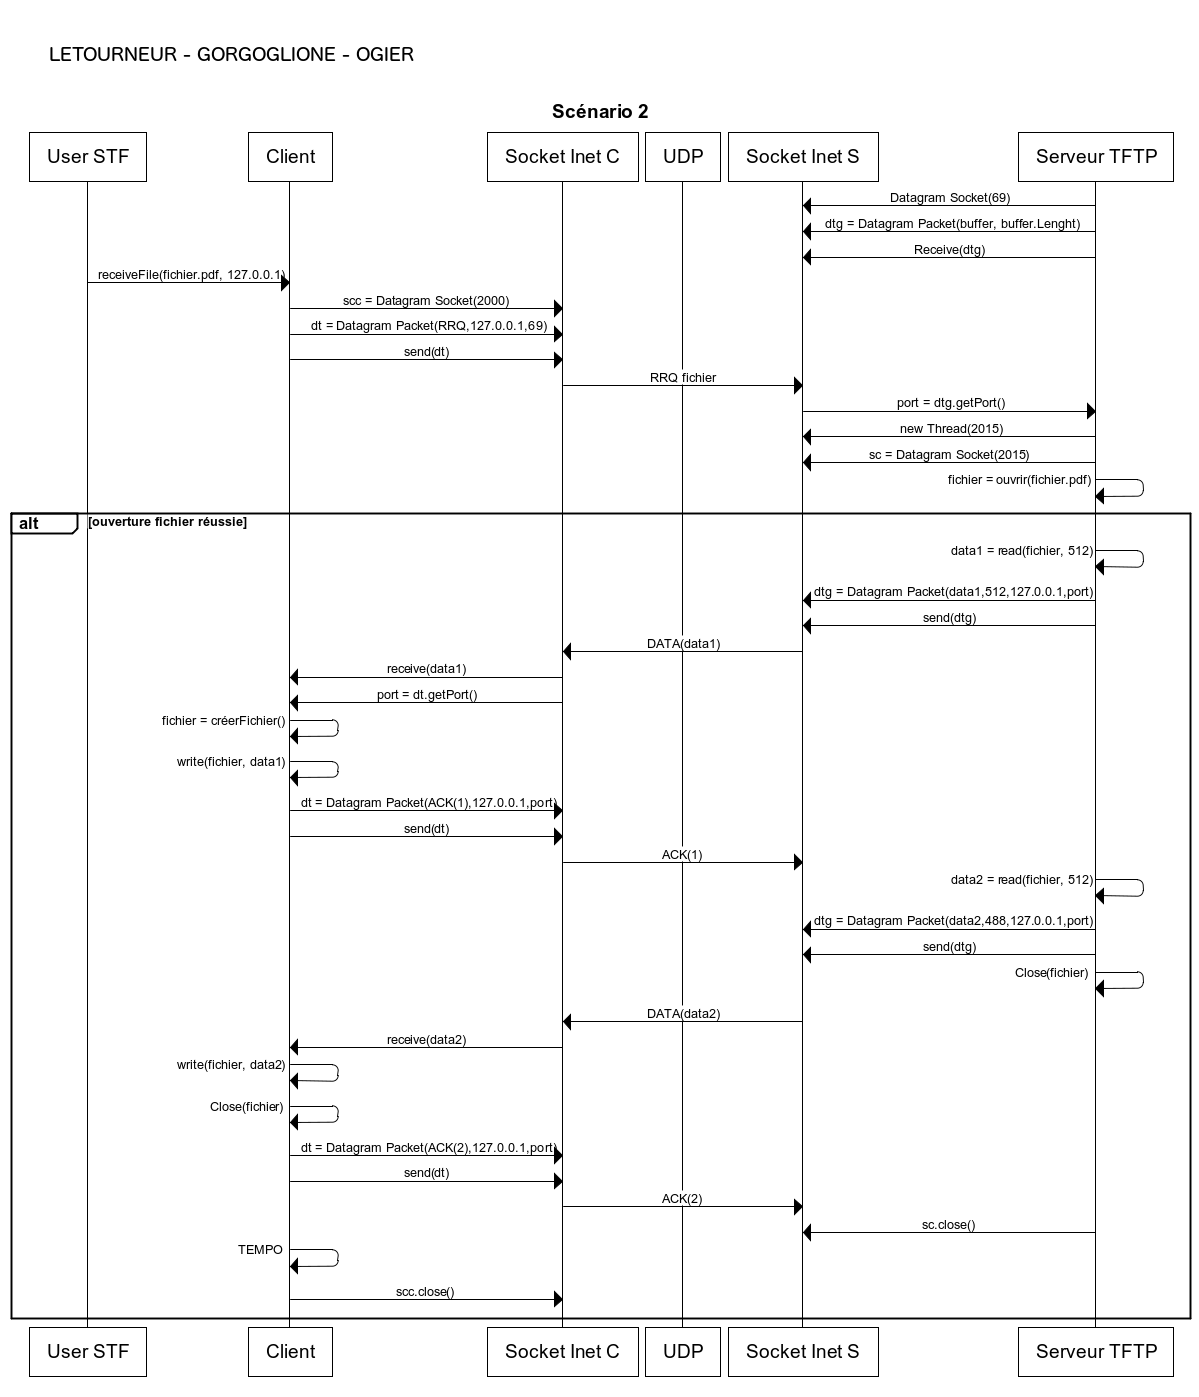 LETOURNEUR - GORGOGLIONE - OGIER
Scénario 2
User STF Client Socket Inet C UDP Socket Inet S Serveur TFTP
Datagram Socket(69)
dtg = Datagram Packet(buffer, buffer.Lenght)
Receive(dtg)
receiveFile(fichier.pdf, 127.0.0.1)
scc = Datagram Socket(2000)
dt = Datagram Packet(RRQ,127.0.0.1,69)
send(dt)
RRQ fichier
port = dtg.getPort()
new Thread(2015)
sc = Datagram Socket(2015)
fichier = ouvrir(fichier.pdf)
alt [ouverture fichier réussie]
data1 = read(fichier, 512)
dtg = Datagram Packet(data1,512,127.0.0.1,port)
send(dtg)
DATA(data1)
receive(data1)
port = dt.getPort()
fichier = créerFichier()
write(fichier, data1)
dt = Datagram Packet(ACK(1),127.0.0.1,port)
send(dt)
ACK(1)
data2 = read(fichier, 512)
dtg = Datagram Packet(data2,488,127.0.0.1,port)
send(dtg)
Close(fichier)
DATA(data2)
receive(data2)
write(fichier, data2)
Close(fichier)
dt = Datagram Packet(ACK(2),127.0.0.1,port)
send(dt)
ACK(2)
sc.close()
TEMPO
scc.close()
User STF Client Socket Inet C UDP Socket Inet S Serveur TFTP